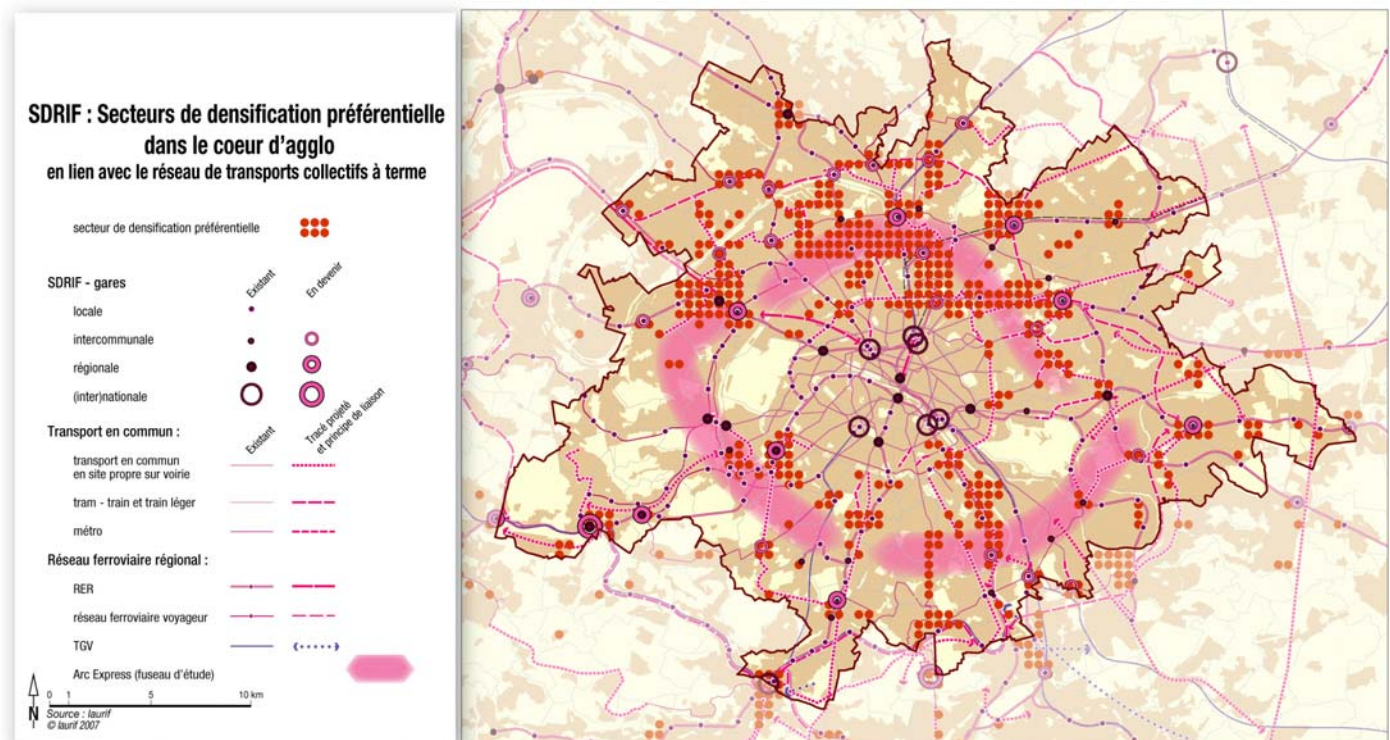 SDRIF : Secteurs de densification préférentielle
dans le coeur d'agglo
en lien avec le réseau de transports collectifs à terme
secteur de densification préférentielle
SDRIF - gares
Existant
En devenir
locale
intercommunale
régionale
(inter)nationale
Transport en commun :
Existant
Tracé projeté
et principe de liaison
transport en commun
en site propre sur voirie
tram - train et train léger
métro
Réseau ferroviaire régional :
RER
réseau ferroviaire voyageur
TGV
Arc Express (fuseau d'étude)
0 1 5 10 km
N
Source : Iaurif
© Iaurif 2007